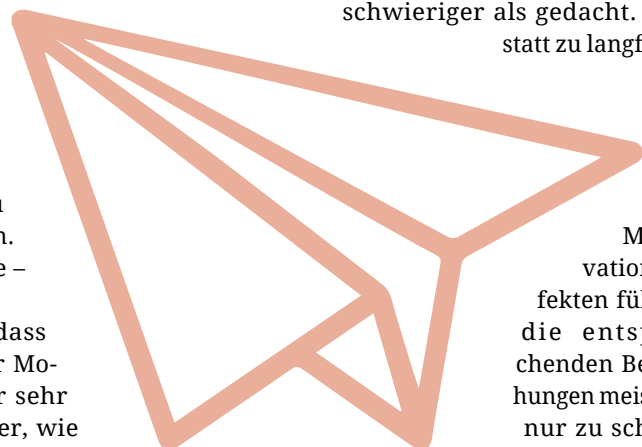 n.
e –
dass
r Mo-
r sehr
er, wie
schwieriger als gedacht.
statt zu langf
M
vation
fekten fü
die entsp
chenden Be
hungen meis
nur zu sch